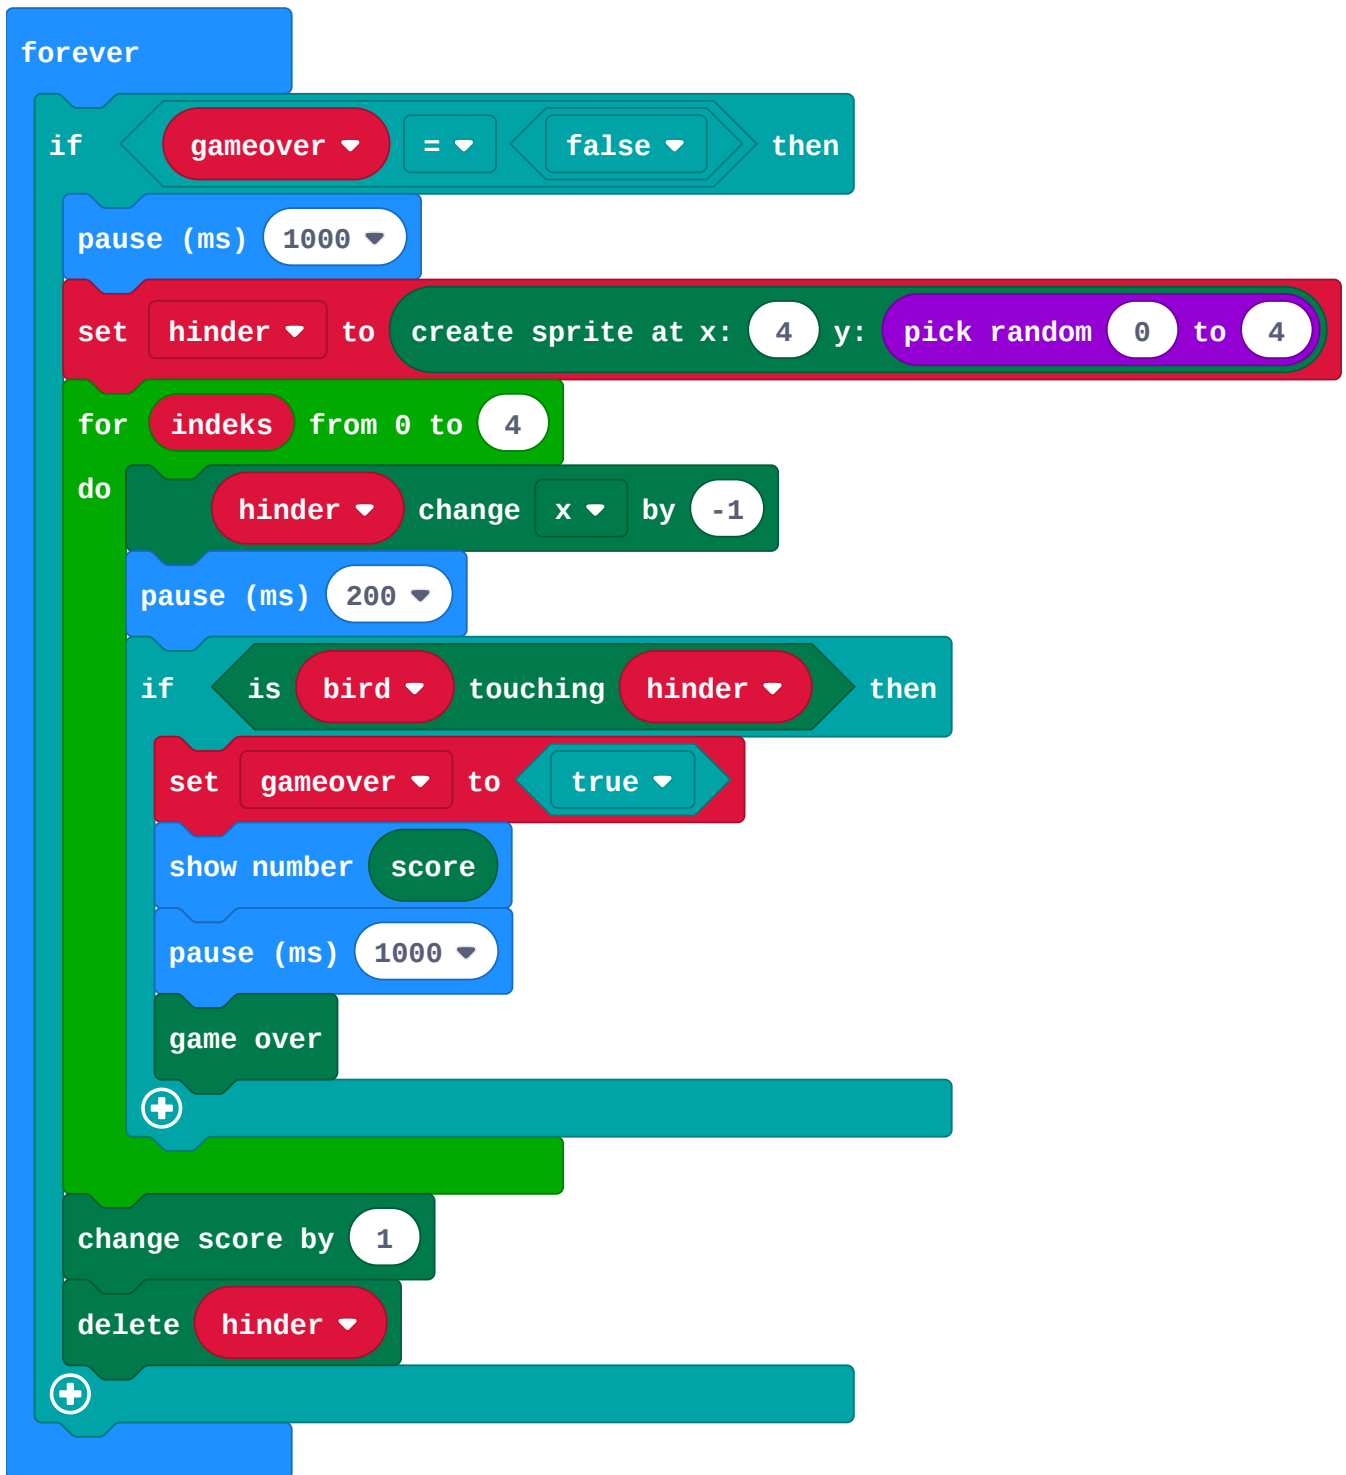 forever
if gameover = false then
pause (ms) 1000
set hinder to create sprite at x: 4 y: pick random 0 to 4
for indeks from 0 to 4
do
hinder change x by -1
pause (ms) 200
if is bird touching hinder then
set gameover to true
show number score
pause (ms) 1000
game over
change score by 1
delete hinder